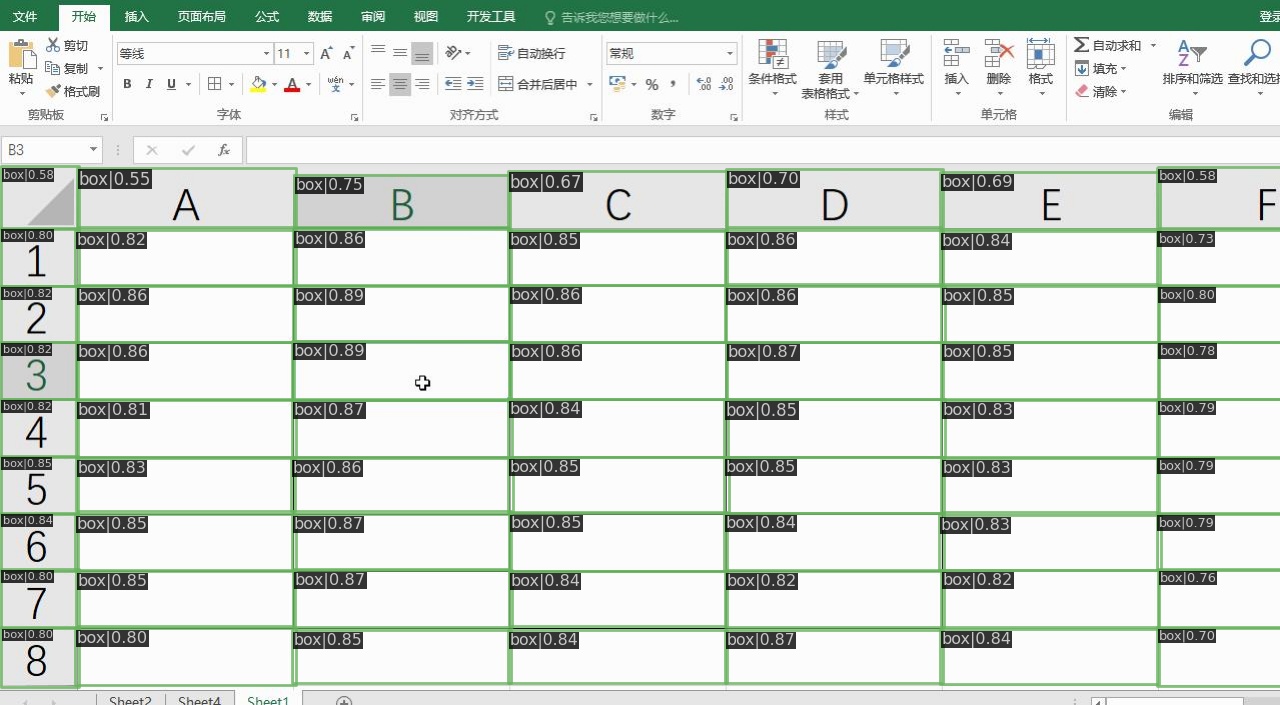 文件 开始 插入 页面布局 公式 数据 审阅 视图 开发工具 告诉我您想要做什么... 登录
粘贴 剪切 复制 格式刷 等线 11 自动换行 常规 条件格式 套用表格格式 单元格样式 插入 删除 格式 自动求和 填充 清除 排序和筛选
B I U 合并后居中 %
剪贴板 字体 对齐方式 数字 样式 单元格 编辑
B3 fx
box|0.58 box|0.55 box|0.75 box|0.67 box|0.70 box|0.69 box|0.58
A B C D E F
box|0.80 box|0.82 box|0.86 box|0.85 box|0.86 box|0.84 box|0.73
1
box|0.82 box|0.86 box|0.89 box|0.86 box|0.86 box|0.85 box|0.80
2
box|0.82 box|0.86 box|0.89 box|0.86 box|0.87 box|0.85 box|0.78
3
box|0.82 box|0.81 box|0.87 box|0.84 box|0.85 box|0.83 box|0.79
4
box|0.85 box|0.83 box|0.86 box|0.85 box|0.85 box|0.83 box|0.79
5
box|0.84 box|0.85 box|0.87 box|0.85 box|0.84 box|0.83 box|0.79
6
box|0.80 box|0.85 box|0.87 box|0.84 box|0.82 box|0.82 box|0.76
7
box|0.80 box|0.80 box|0.85 box|0.84 box|0.87 box|0.84 box|0.70
8
Sheet2 Sheet4 Sheet1